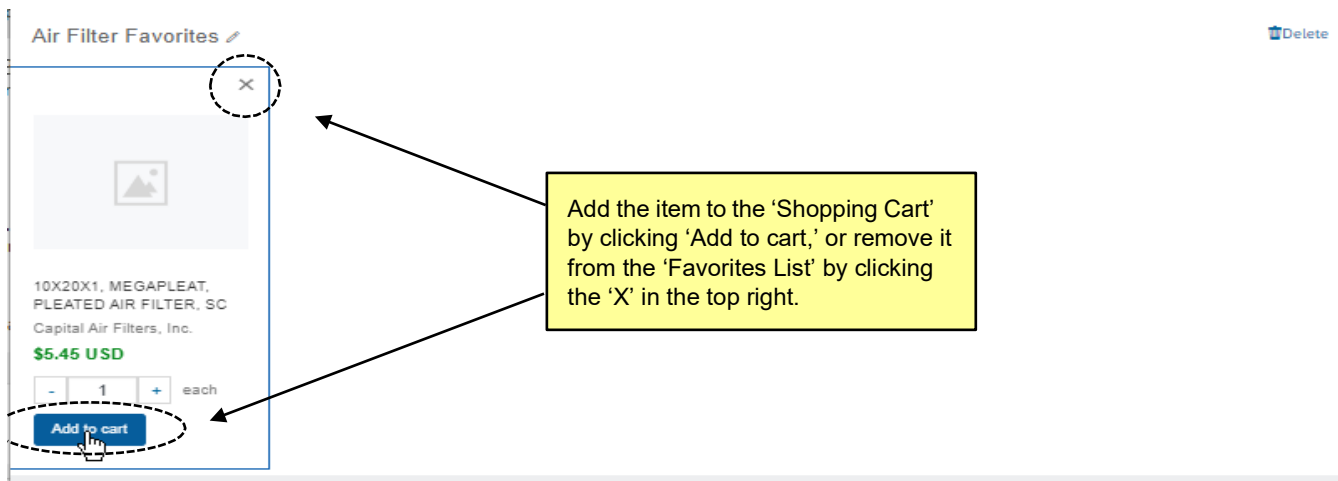 Air Filter Favorites
Delete
10X20X1, MEGAPLEAT,
PLEATED AIR FILTER, SC
Capital Air Filters, Inc.
$5.45 USD
- 1 + each
Add to cart
Add the item to the ‘Shopping Cart’
by clicking ‘Add to cart,’ or remove it
from the ‘Favorites List’ by clicking
the ‘X’ in the top right.